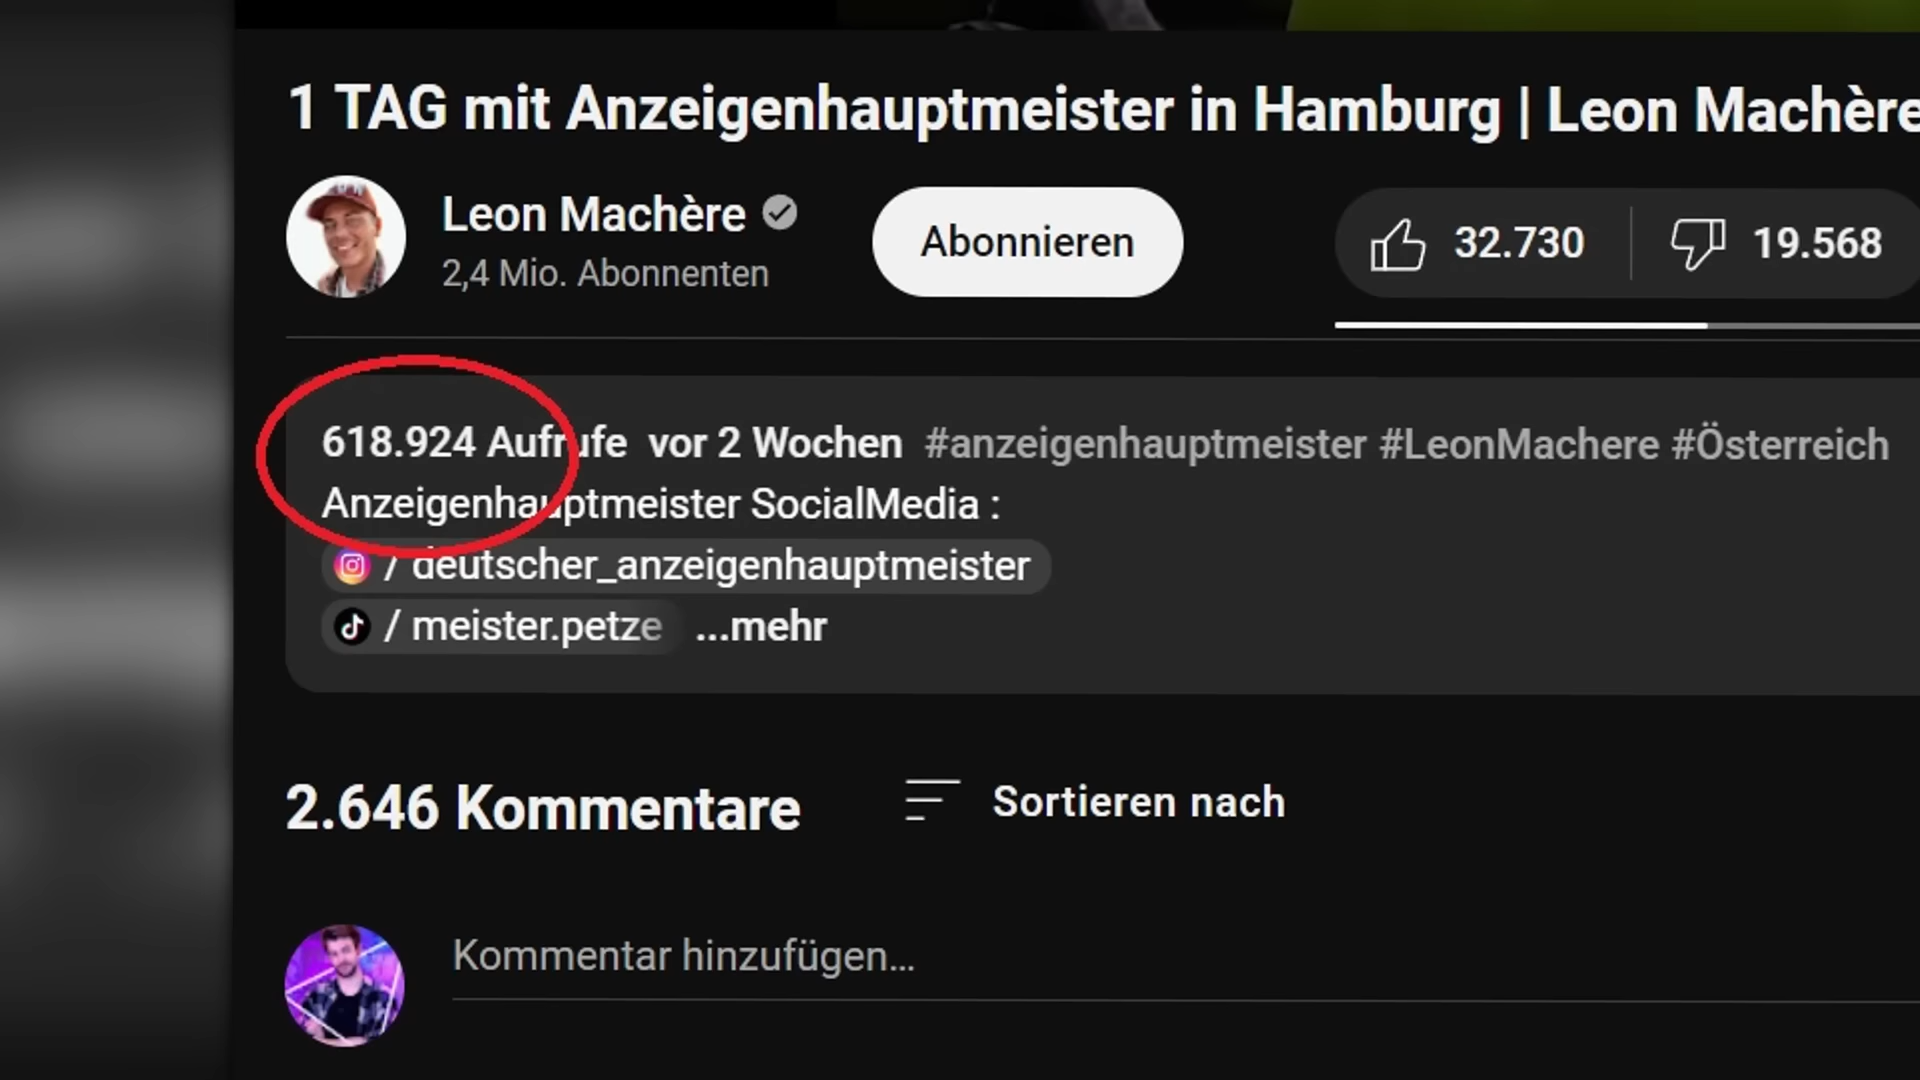 1 TAG mit Anzeigenhauptmeister in Hamburg | Leon Machère
Leon Machère
2,4 Mio. Abonnenten
Abonnieren
32.730
19.568
618.924 Aufrufe vor 2 Wochen #anzeigenhauptmeister #LeonMachere #Österreich
Anzeigenhauptmeister SocialMedia :
/ deutscher_anzeigenhauptmeister
/ meister.petze ...mehr
2.646 Kommentare
Sortieren nach
Kommentar hinzufügen...